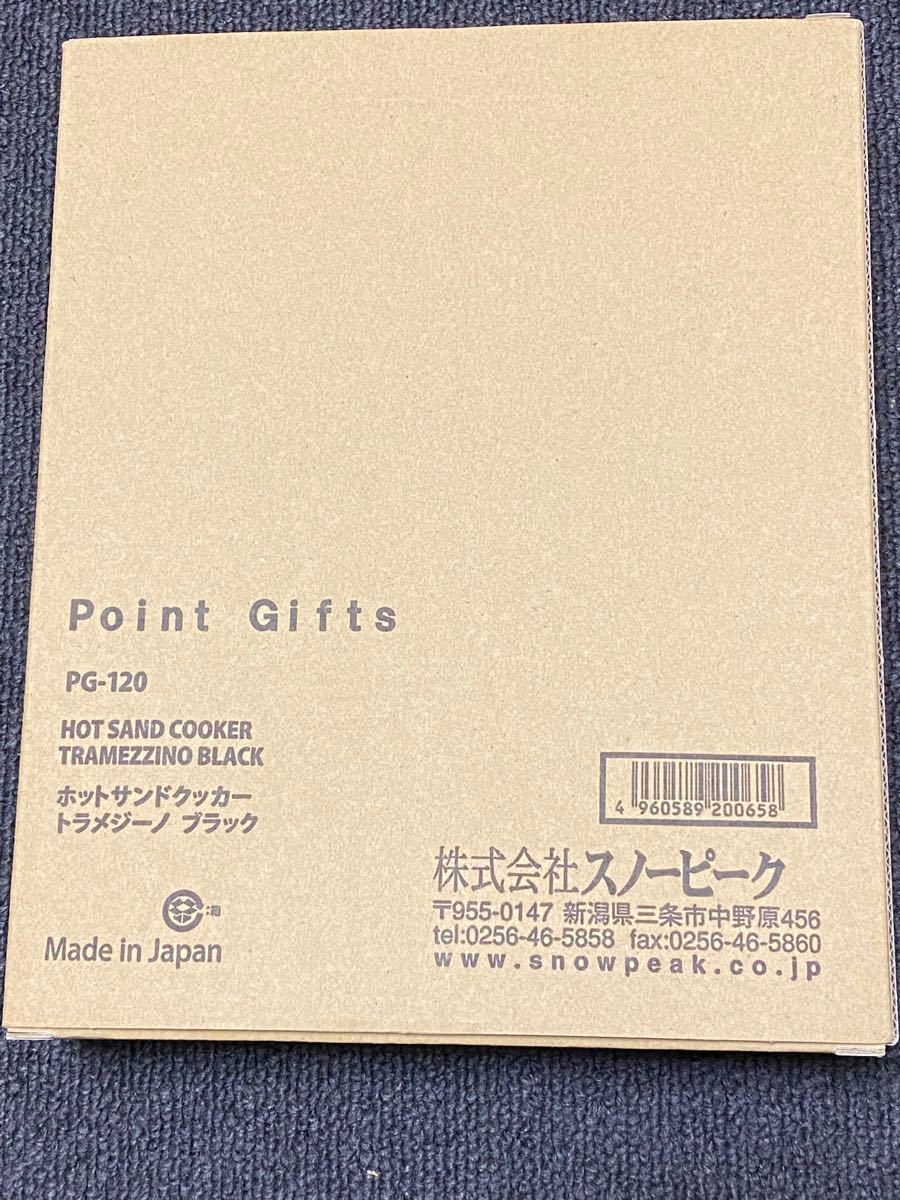 Point Gifts
PG-120
HOT SAND COOKER
TRAMEZZINO BLACK
ホットサンドクッカー
トラメジーノ ブラック
Made in Japan
4 960589 200658
株式会社スノーピーク
〒955-0147 新潟県三条市中野原456
tel:0256-46-5858 fax:0256-46-5860
www.snowpeak.co.jp